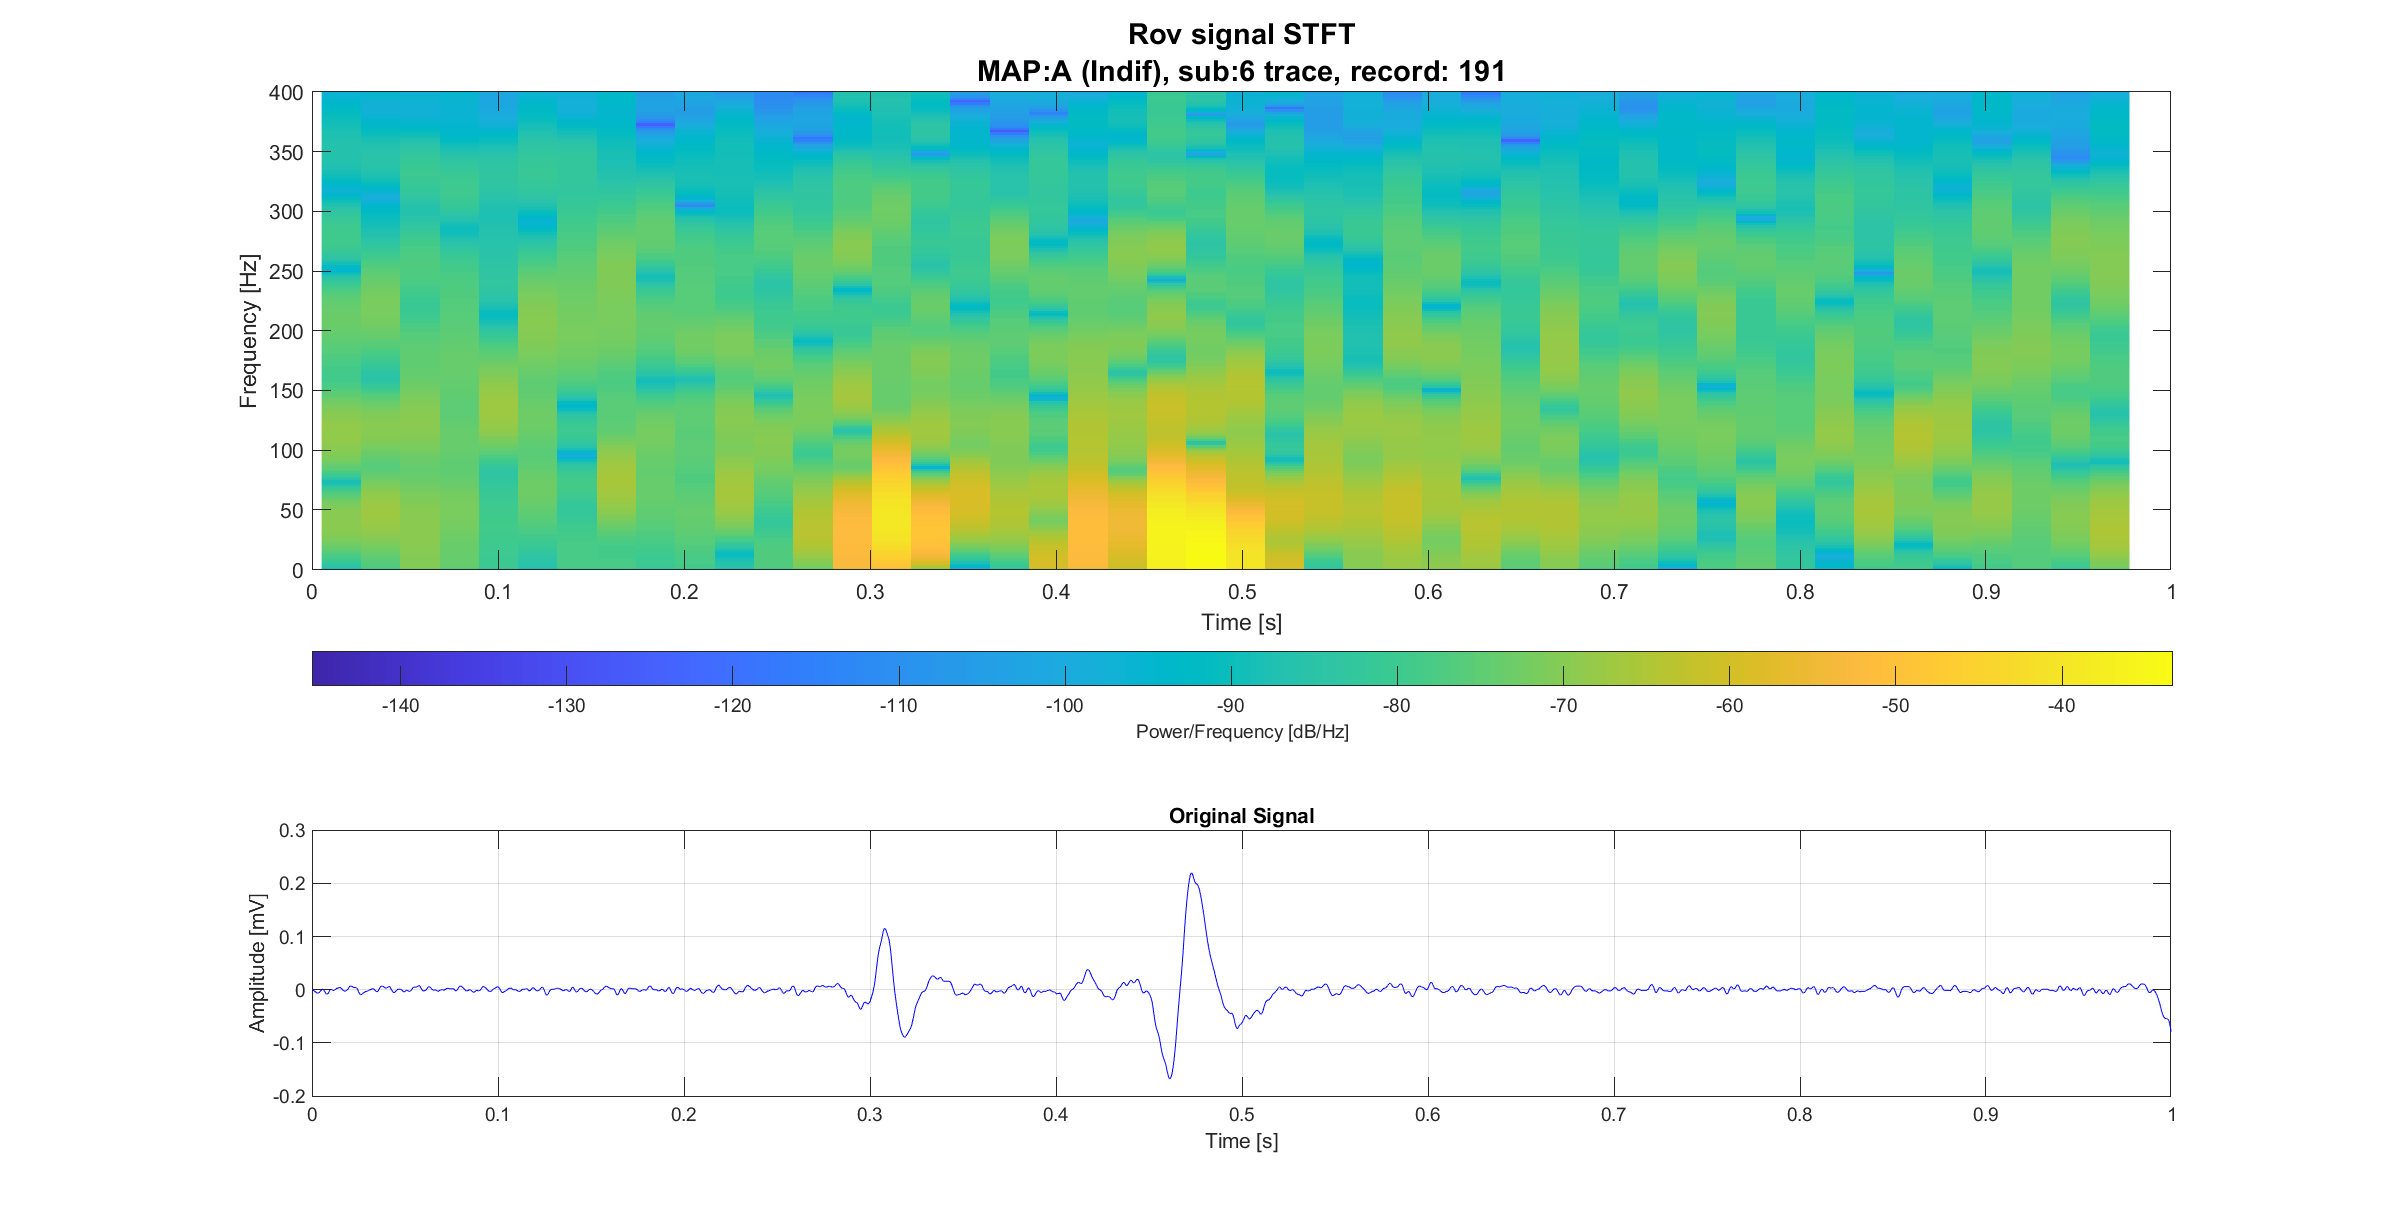 Rov signal STFT
MAP:A (Indif), sub:6 trace, record: 191
400
350
300
250
200
150
100
50
0
Frequency [Hz]
0 0.1 0.2 0.3 0.4 0.5 0.6 0.7 0.8 0.9 1
Time [s]
-140 -130 -120 -110 -100 -90 -80 -70 -60 -50 -40
Power/Frequency [dB/Hz]
Original Signal
0.3
0.2
0.1
0
-0.1
-0.2
Amplitude [mV]
0 0.1 0.2 0.3 0.4 0.5 0.6 0.7 0.8 0.9 1
Time [s]